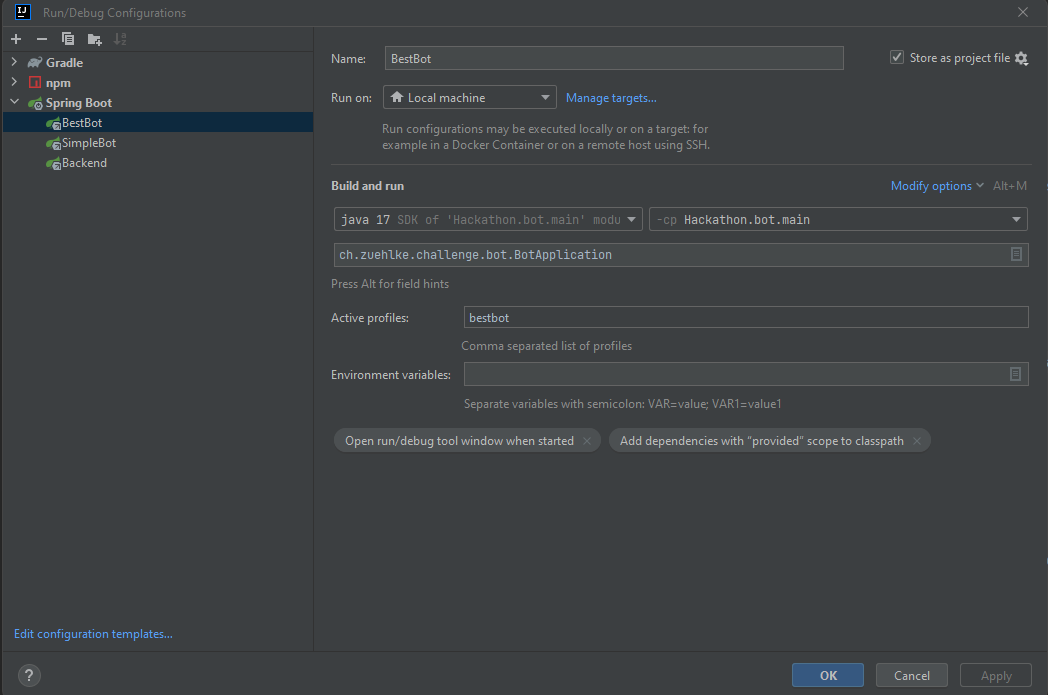 Run/Debug Configurations
Gradle
npm
Spring Boot
BestBot
SimpleBot
Backend
Edit configuration templates...
Name: BestBot Store as project file
Run on: Local machine Manage targets...
Run configurations may be executed locally or on a target: for
example in a Docker Container or on a remote host using SSH.
Build and run Modify options Alt+M
java 17 SDK of 'Hackathon.bot.main' modu -cp Hackathon.bot.main
ch.zuehlke.challenge.bot.BotApplication
Press Alt for field hints
Active profiles: bestbot
Comma separated list of profiles
Environment variables:
Separate variables with semicolon: VAR=value; VAR1=value1
Open run/debug tool window when started Add dependencies with “provided” scope to classpath
? OK Cancel Apply